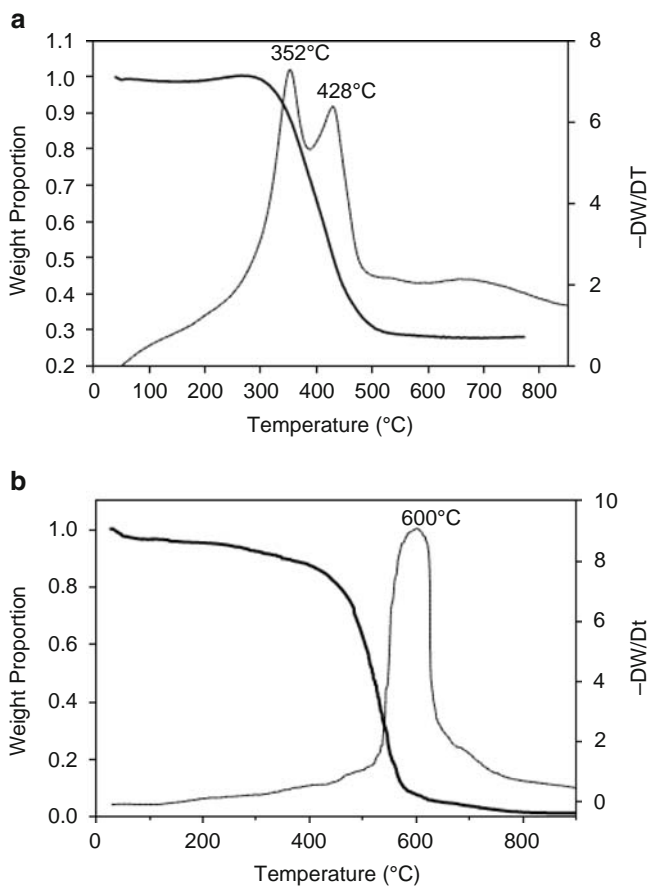 a
1.1
1.0
0.9
0.8
0.7
0.6
0.5
0.4
0.3
0.2
Weight Proportion
352°C
428°C
8
6
4
2
0
–DW/DT
0 100 200 300 400 500 600 700 800
Temperature (°C)
b
1.0
0.8
0.6
0.4
0.2
0.0
Weight Proportion
600°C
10
8
6
4
2
0
–DW/Dt
0 200 400 600 800
Temperature (°C)